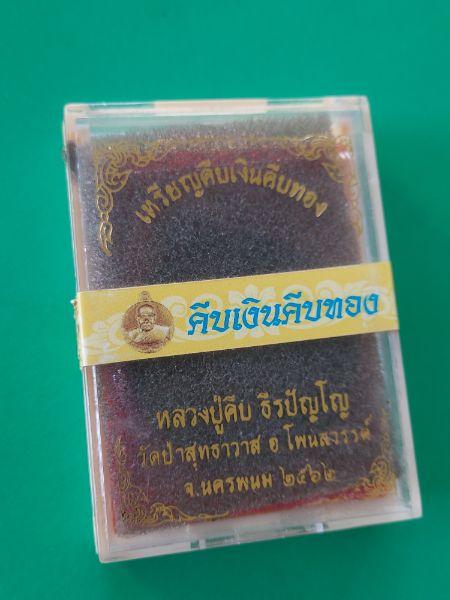 เหรียญคีบเงินคีบทอง
คีบเงินคีบทอง
หลวงปู่คีบ ธีรปัญโญ
วัดป่าสุทธาวาส อ โพนสวรรค์
จ.นครพนม ๒๕๖๒